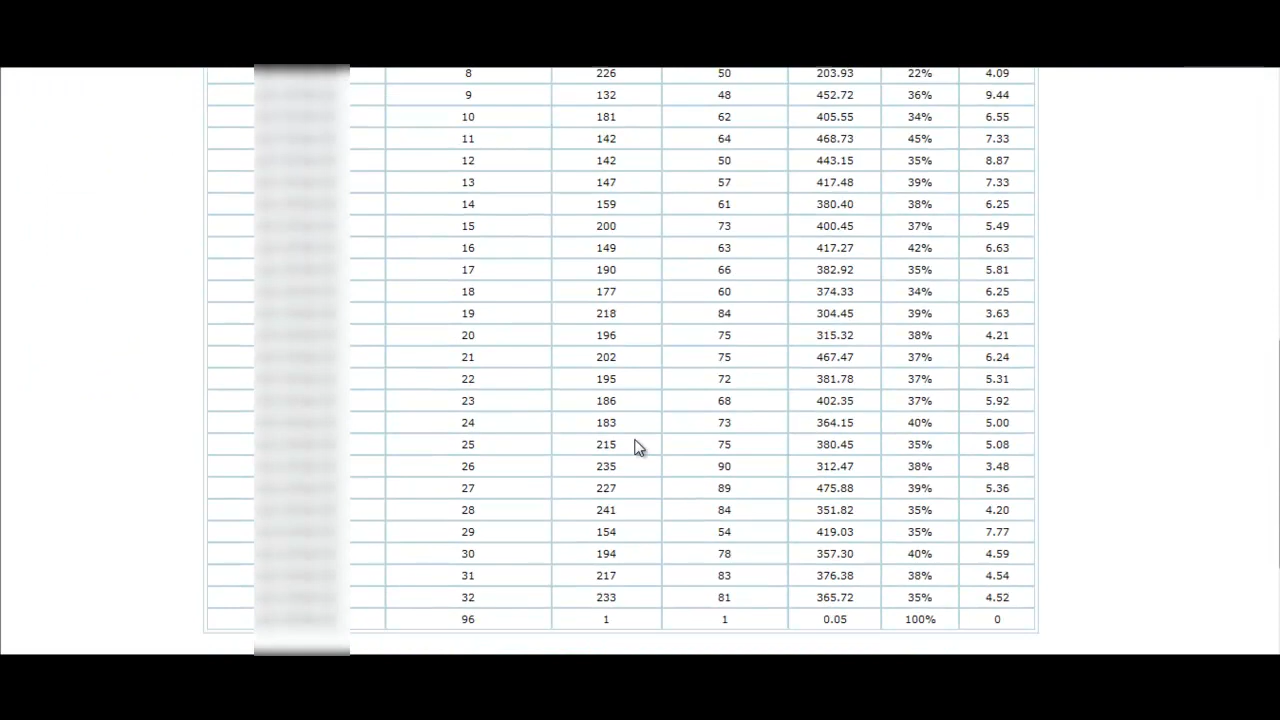 8 226 50 203.93 22% 4.09
9 132 48 452.72 36% 9.44
10 181 62 405.55 34% 6.55
11 142 64 468.73 45% 7.33
12 142 50 443.15 35% 8.87
13 147 57 417.48 39% 7.33
14 159 61 380.40 38% 6.25
15 200 73 400.45 37% 5.49
16 149 63 417.27 42% 6.63
17 190 66 382.92 35% 5.81
18 177 60 374.33 34% 6.25
19 218 84 304.45 39% 3.63
20 196 75 315.32 38% 4.21
21 202 75 467.47 37% 6.24
22 195 72 381.78 37% 5.31
23 186 68 402.35 37% 5.92
24 183 73 364.15 40% 5.00
25 215 75 380.45 35% 5.08
26 235 90 312.47 38% 3.48
27 227 89 475.88 39% 5.36
28 241 84 351.82 35% 4.20
29 154 54 419.03 35% 7.77
30 194 78 357.30 40% 4.59
31 217 83 376.38 38% 4.54
32 233 81 365.72 35% 4.52
96 1 1 0.05 100% 0